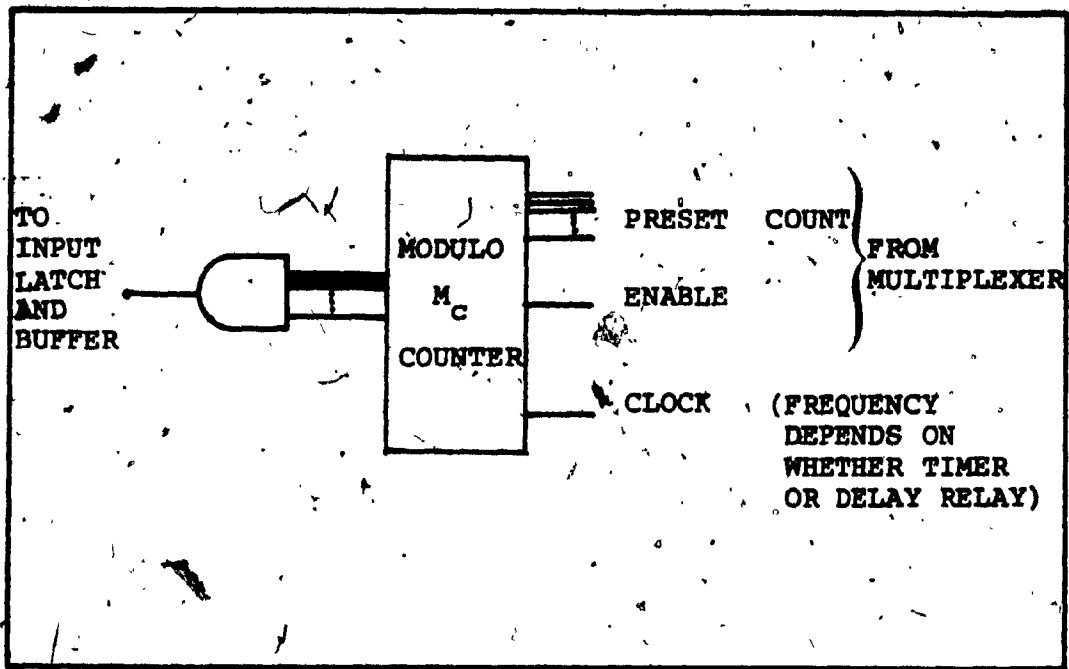 TO
INPUT
LATCH
AND
BUFFER
MODULO
M_C
COUNTER
PRESET COUNT
ENABLE
FROM
MULTIPLEXER
CLOCK (FREQUENCY
DEPENDS ON
WHETHER TIMER
OR DELAY RELAY)